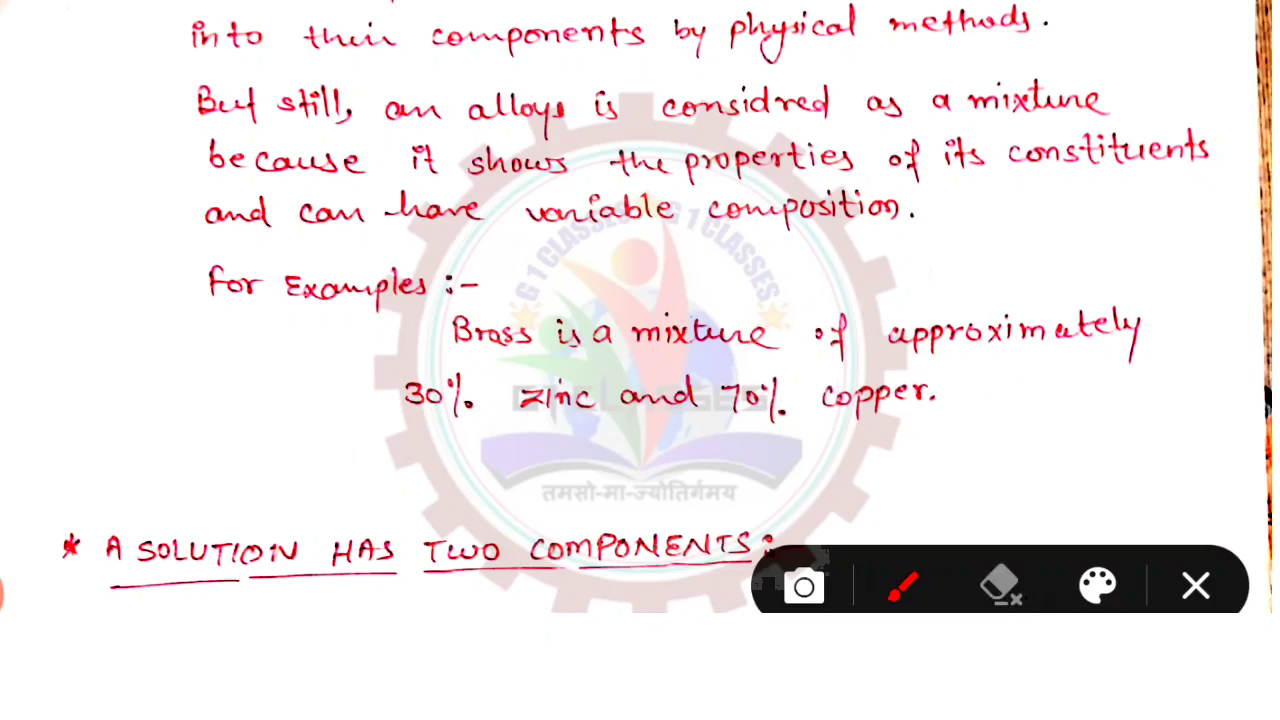 into their components by physical methods.
But still, an alloys is considred as a mixture
because it shows the properties of its constituents
and can have variable composition.
G 1 CLASSES G 1 CLASSES
For Examples :-
Brass is a mixture of approximately
30% zinc and 70% copper.
तमसो-मा-ज्योतिर्गमय
* A SOLUTION HAS TWO COMPONENTS :